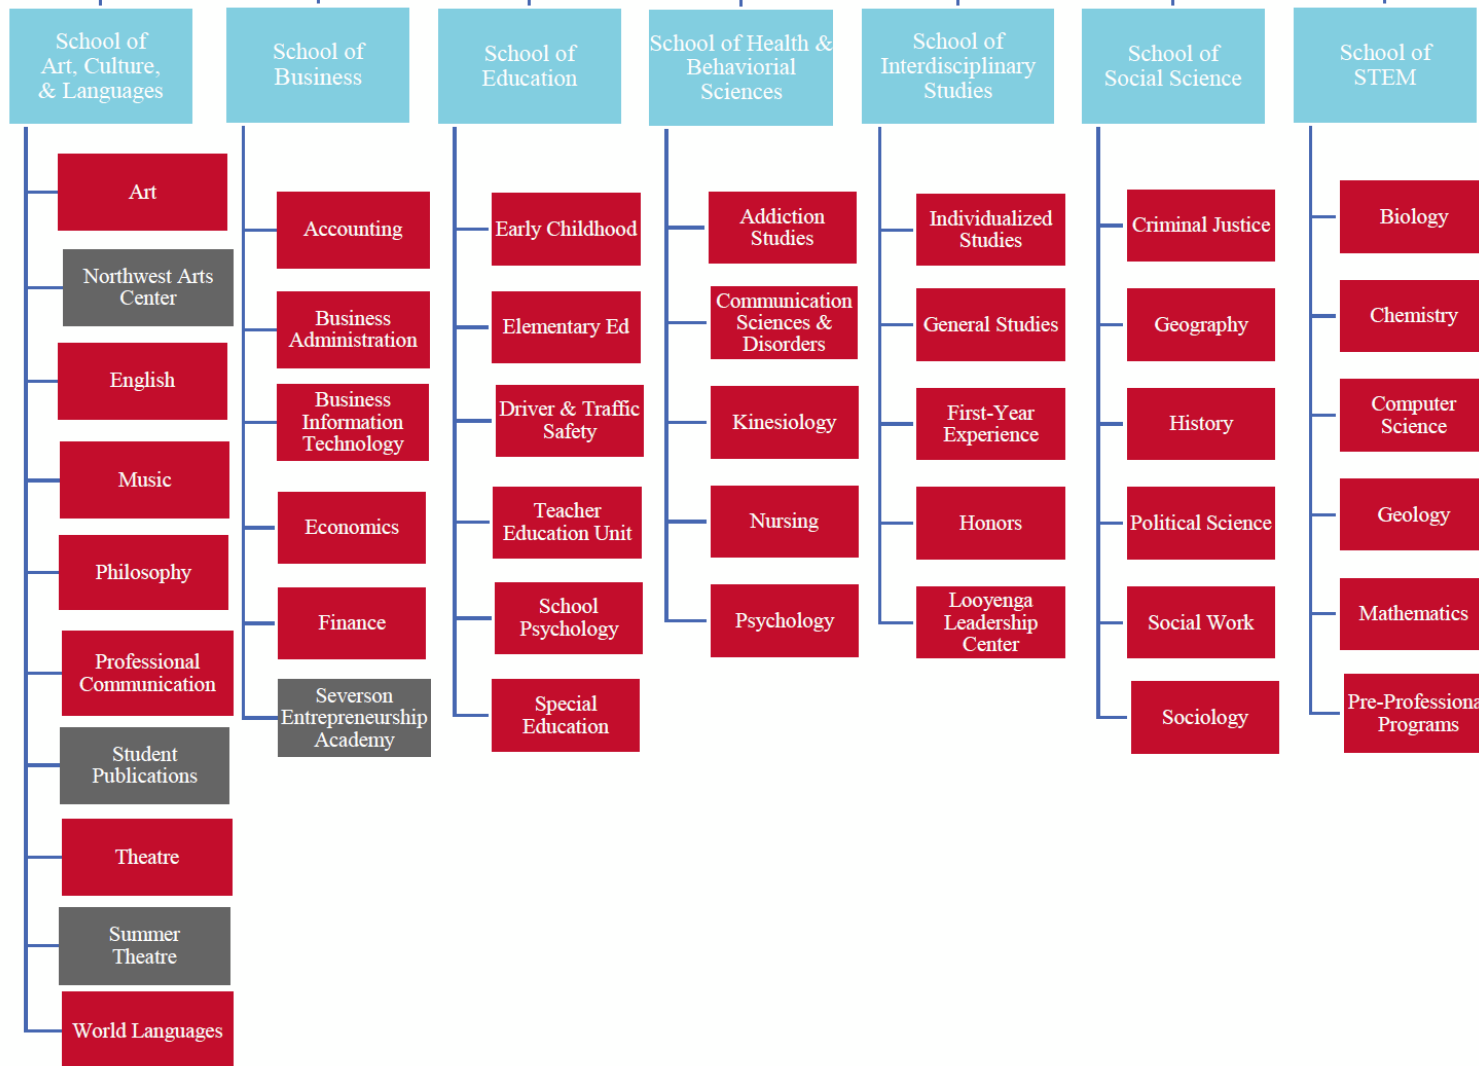 School of
Art, Culture,
& Languages
Art
Northwest Arts
Center
English
Music
Philosophy
Professional
Communication
Student
Publications
Theatre
Summer
Theatre
World Languages
School of
Business
Accounting
Business
Administration
Business
Information
Technology
Economics
Finance
Severson
Entrepreneurship
Academy
School of
Education
Early Childhood
Elementary Ed
Driver & Traffic
Safety
Teacher
Education Unit
School
Psychology
Special
Education
School of Health &
Behaviorial
Sciences
Addiction
Studies
Communication
Sciences &
Disorders
Kinesiology
Nursing
Psychology
School of
Interdisciplinary
Studies
Individualized
Studies
General Studies
First-Year
Experience
Honors
Looyenga
Leadership
Center
School of
Social Science
Criminal Justice
Geography
History
Political Science
Social Work
Sociology
School of
STEM
Biology
Chemistry
Computer
Science
Geology
Mathematics
Pre-Professional
Programs